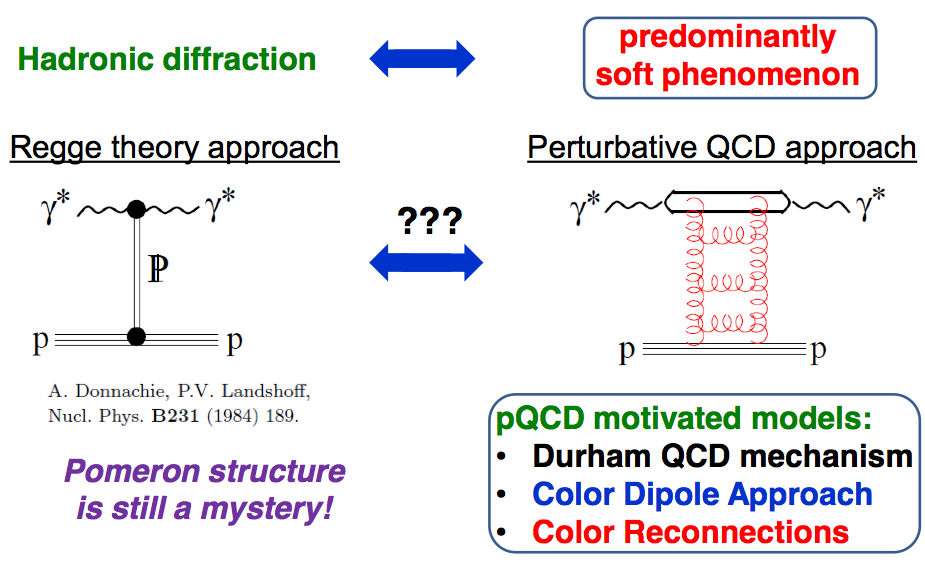 Hadronic diffraction
predominantly
soft phenomenon
Regge theory approach
Perturbative QCD approach
γ* γ*
???
γ* γ*
ℙ
p p
p p
A. Donnachie, P.V. Landshoff,
Nucl. Phys. B231 (1984) 189.
Pomeron structure
is still a mystery!
pQCD motivated models:
• Durham QCD mechanism
• Color Dipole Approach
• Color Reconnections